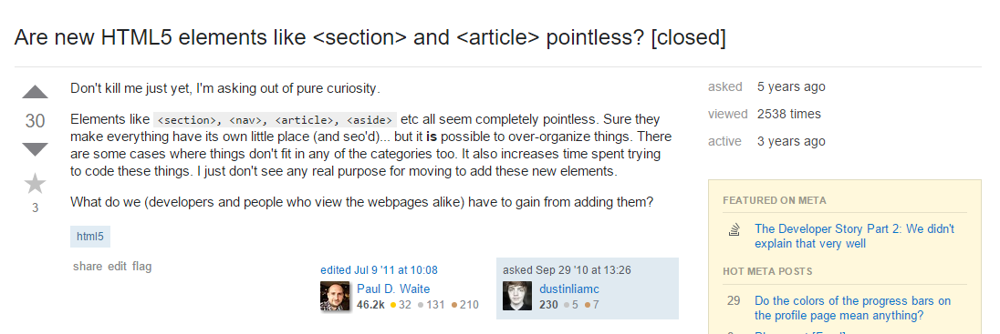 Are new HTML5 elements like <section> and <article> pointless? [closed]
30
3
Don't kill me just yet, I'm asking out of pure curiosity.
Elements like <section>, <nav>, <article>, <aside> etc all seem completely pointless. Sure they
make everything have its own little place (and seo'd)... but it is possible to over-organize things. There
are some cases where things don't fit in any of the categories too. It also increases time spent trying
to code these things. I just don't see any real purpose for moving to add these new elements.
What do we (developers and people who view the webpages alike) have to gain from adding them?
html5
share edit flag
edited Jul 9 '11 at 10:08
Paul D. Waite
46.2k ● 32 ● 131 ● 210
asked Sep 29 '10 at 13:26
dustinliamc
230 ● 5 ● 7
asked 5 years ago
viewed 2538 times
active 3 years ago
FEATURED ON META
The Developer Story Part 2: We didn't
explain that very well
HOT META POSTS
29 Do the colors of the progress bars on
the profile page mean anything?